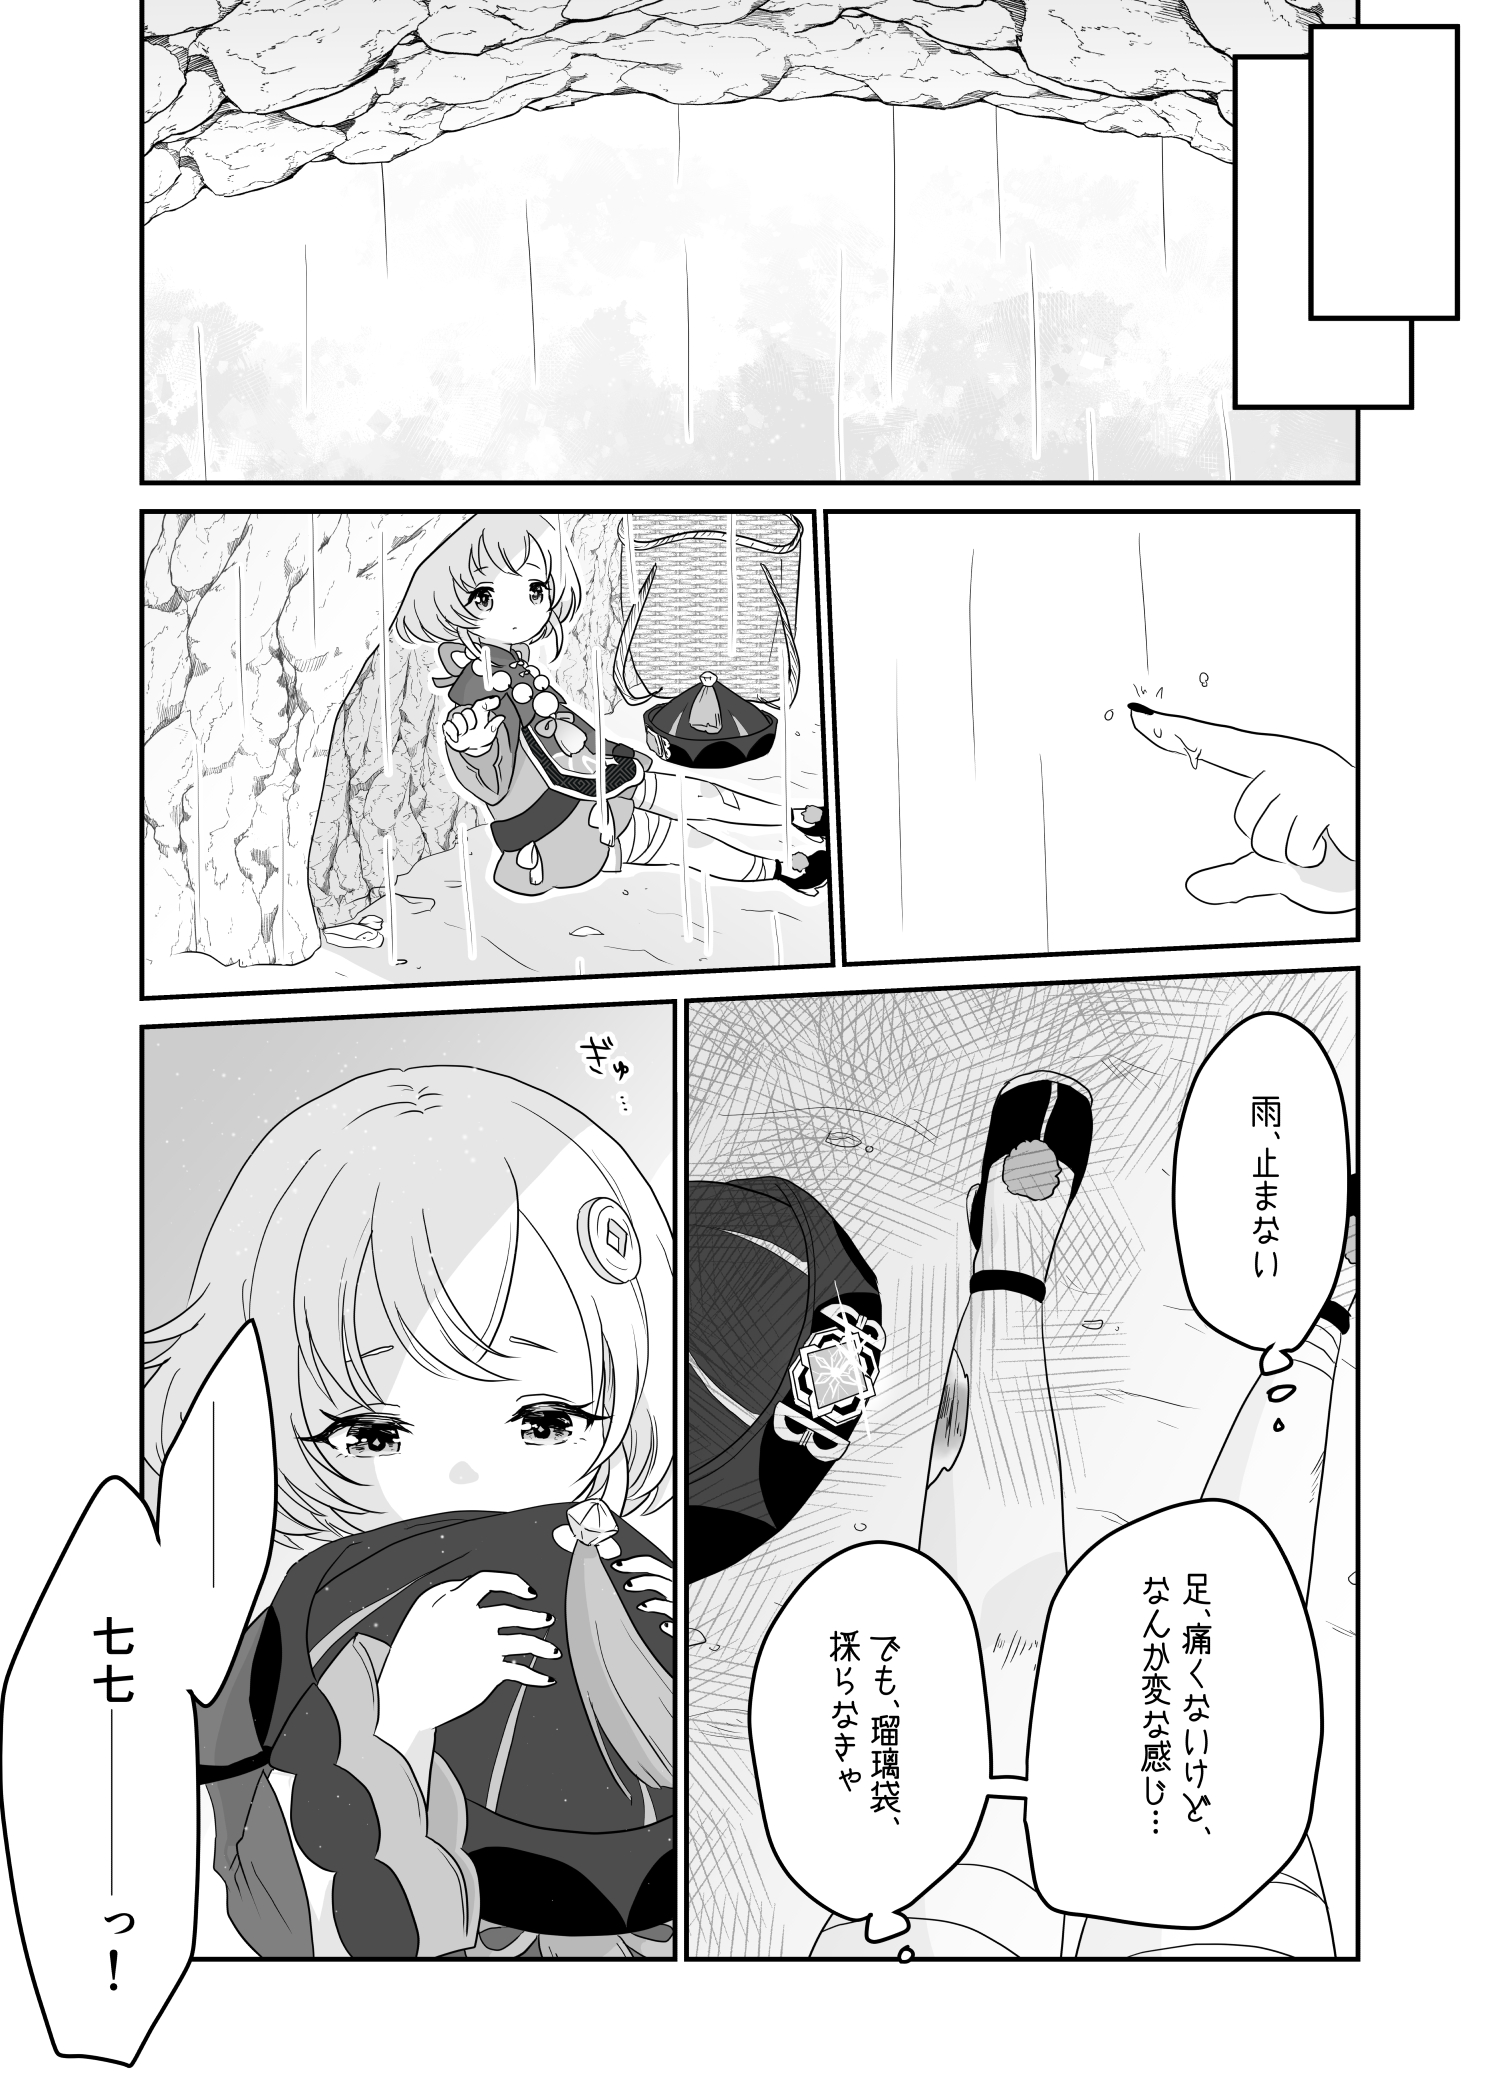 雨、止まない
足、痛くないけど、
なんか変な感じ…
でも、瑠璃袋、
採らなきゃ
ぎゅ…
――
七七――っ！